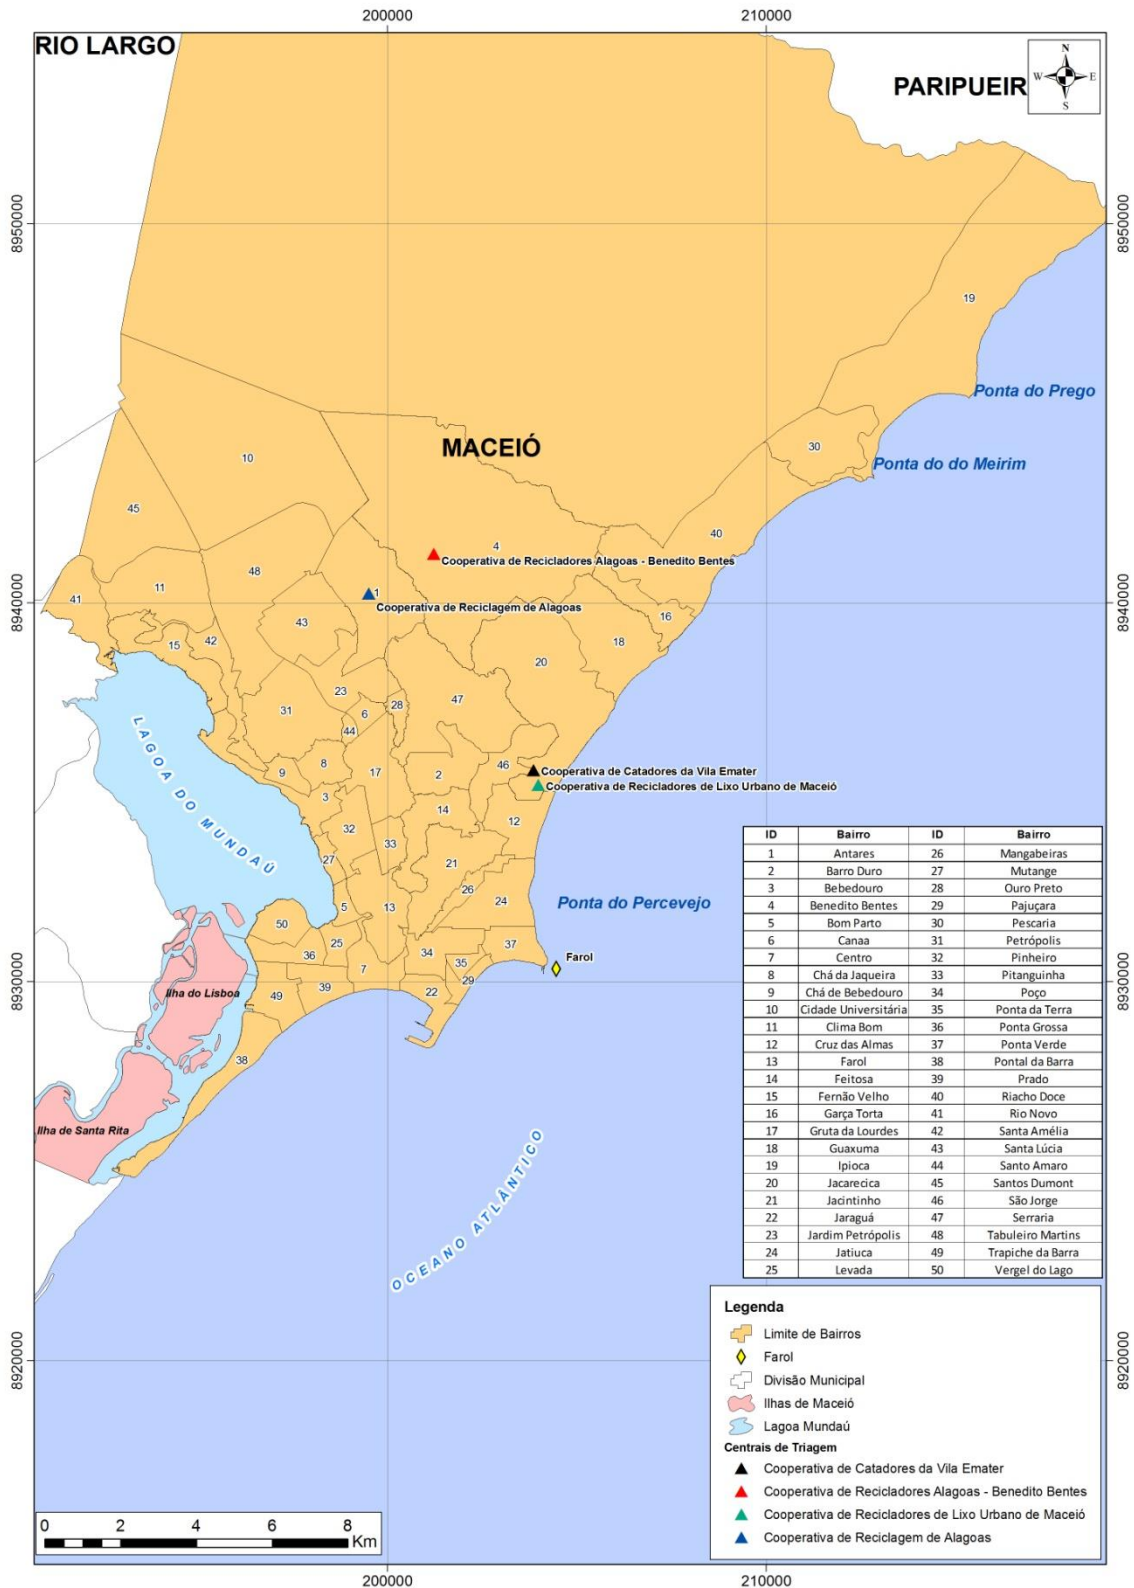 200000 210000
RIO LARGO
N
W E
S
PARIPUEIR
8950000 8950000
19
Ponta do Prego
30
MACEIÓ
10
Ponta do do Meirim
45
40
4
Cooperativa de Recicladores Alagoas - Benedito Bentes
48
11
1
41
8940000 8940000
Cooperativa de Reciclagem de Alagoas
16
43
42
15
18
20
23
47
28
31
6
44
8
46
9
17
2
Cooperativa de Catadores da Vila Emater
Cooperativa de Recicladores de Lixo Urbano de Maceió
3
14
12
32
33
LAGOA DO MUNDAÚ
27
21
26
5
13
24
Ponta do Percevejo
50
25
37
36
34
Farol
35
7
29
8930000 8930000
39
22
49
Ilha do Lisboa
38
Ilha de Santa Rita
OCEANO ATLÂNTICO
ID Bairro ID Bairro
1 Antares 26 Mangabeiras
2 Barro Duro 27 Mutange
3 Bebedouro 28 Ouro Preto
4 Benedito Bentes 29 Pajuçara
5 Bom Parto 30 Pescaria
6 Canaa 31 Petrópolis
7 Centro 32 Pinheiro
8 Chá da Jaqueira 33 Pitanguinha
9 Chá de Bebedouro 34 Poço
10 Cidade Universitária 35 Ponta da Terra
11 Clima Bom 36 Ponta Grossa
12 Cruz das Almas 37 Ponta Verde
13 Farol 38 Pontal da Barra
14 Feitosa 39 Prado
15 Fernão Velho 40 Riacho Doce
16 Garça Torta 41 Rio Novo
17 Gruta da Lourdes 42 Santa Amélia
18 Guaxuma 43 Santa Lúcia
19 Ipioca 44 Santo Amaro
20 Jacarecica 45 Santos Dumont
21 Jacintinho 46 São Jorge
22 Jaraguá 47 Serraria
23 Jardim Petrópolis 48 Tabuleiro Martins
24 Jatiuca 49 Trapiche da Barra
25 Levada 50 Vergel do Lago
8920000 8920000
Legenda
Limite de Bairros
Farol
Divisão Municipal
Ilhas de Maceió
Lagoa Mundaú
Centrais de Triagem
Cooperativa de Catadores da Vila Emater
Cooperativa de Recicladores Alagoas - Benedito Bentes
Cooperativa de Recicladores de Lixo Urbano de Maceió
Cooperativa de Reciclagem de Alagoas
0 2 4 6 8
Km
200000 210000